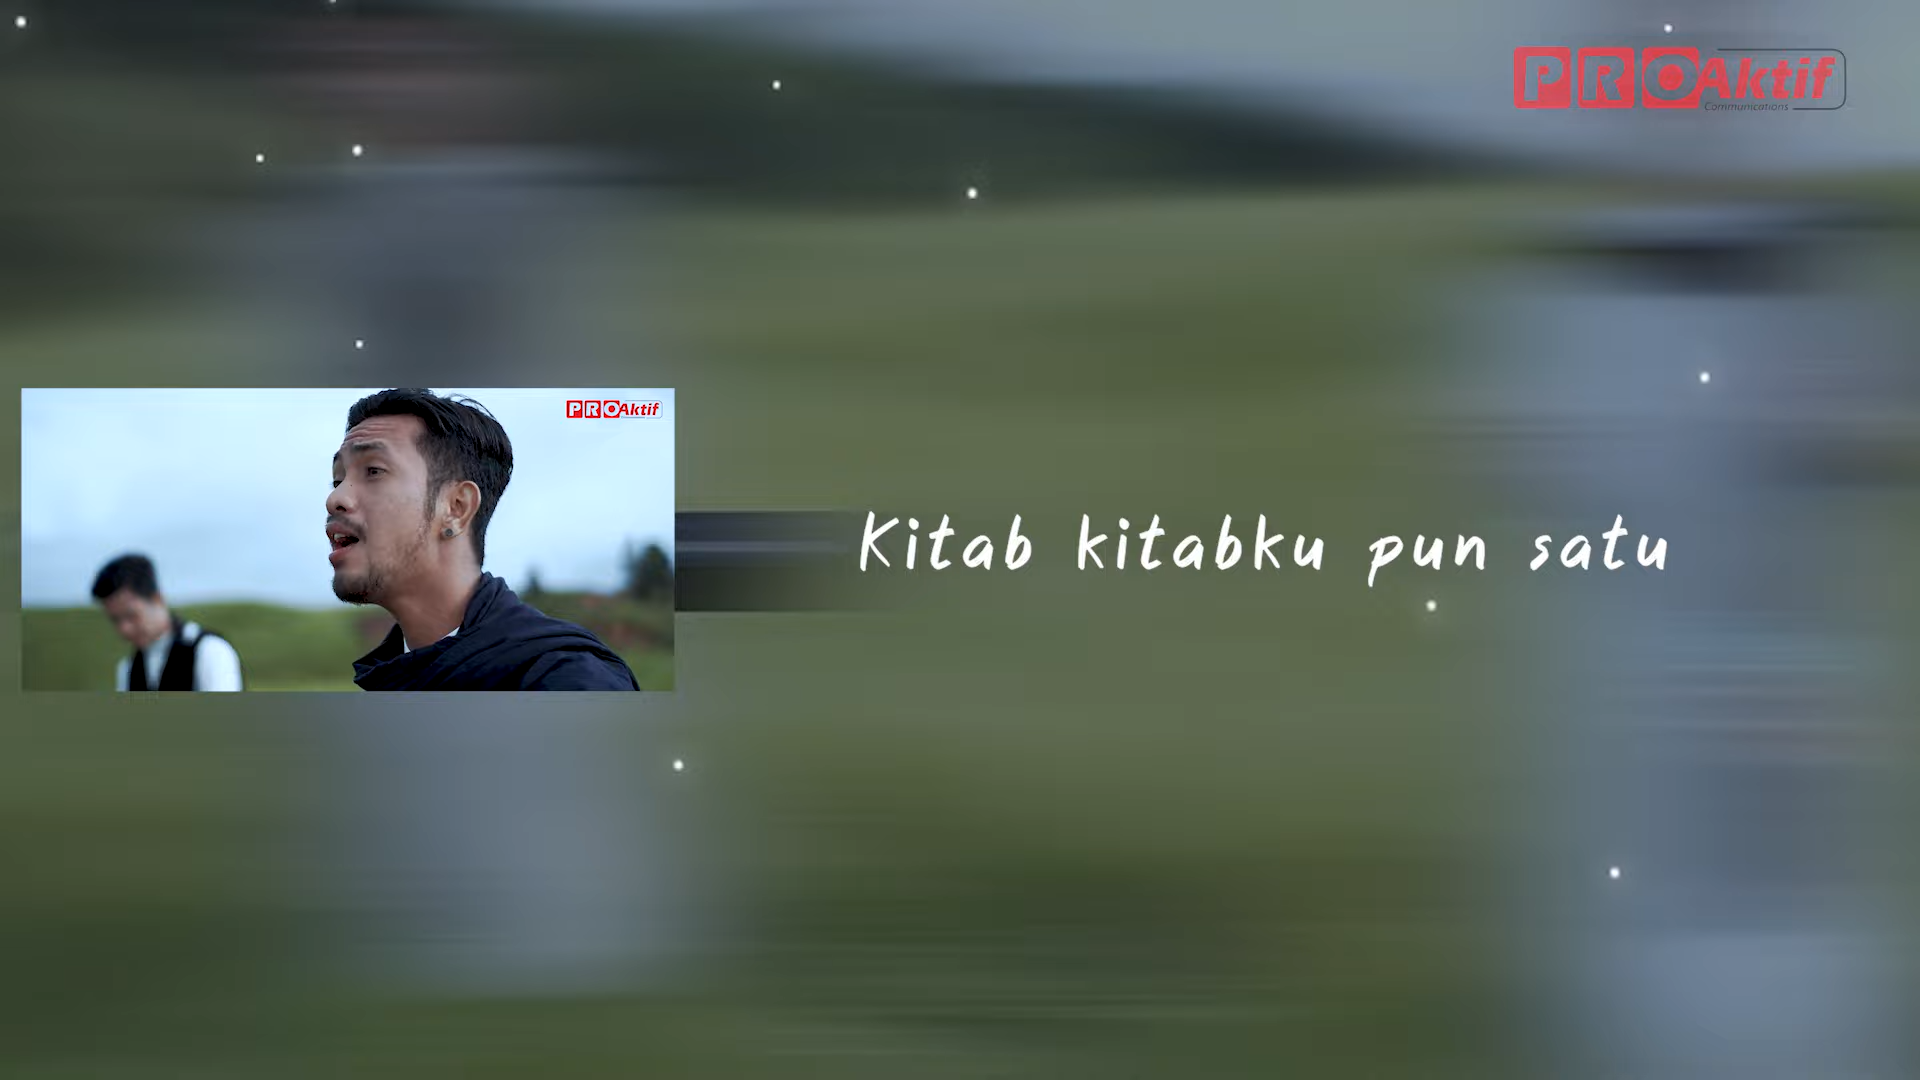 PROAktif
Communications
PROAktif
Kitab kitabku pun satu